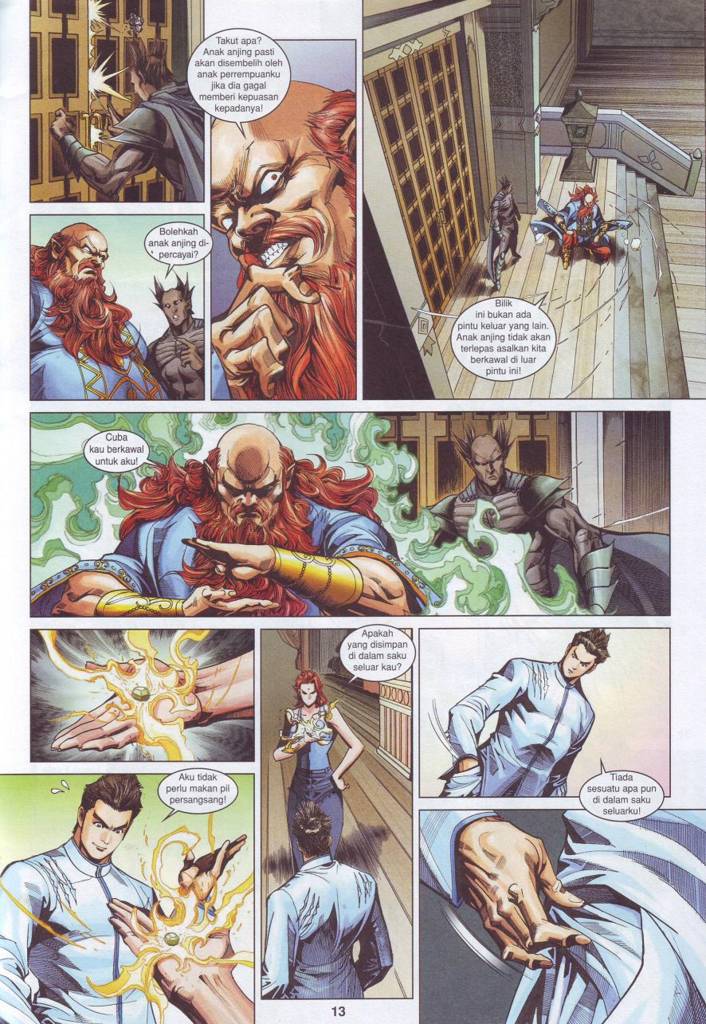 Takut apa?
Anak anjing pasti
akan disembelih oleh
anak perrempuanku
jika dia gagal
memberi kepuasan
kepadanya!
Bolehkah
anak anjing di-
percayai?
Bilik
ini bukan ada
pintu keluar yang lain.
Anak anjing tidak akan
terlepas asalkan kita
berkawal di luar
pintu ini!
Cuba
kau berkawal
untuk aku!
Apakah
yang disimpan
di dalam saku
seluar kau?
Tiada
sesuatu apa pun
di dalam saku
seluarku!
Aku tidak
perlu makan pil
persangsang!
13